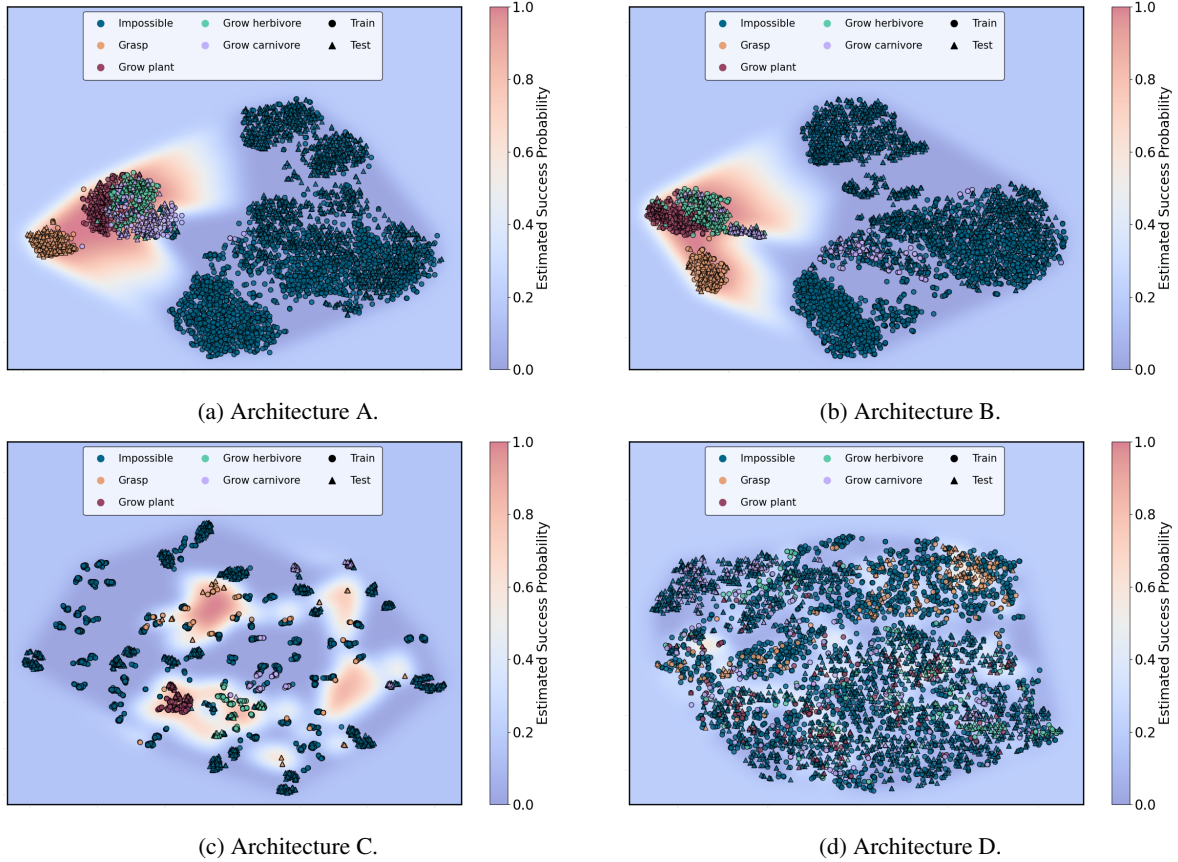 Impossible
Grow herbivore
Train
Grasp
Grow carnivore
Test
Grow plant
1.0
0.8
0.6
0.4
0.2
0.0
Estimated Success Probability
(a) Architecture A.
Impossible
Grow herbivore
Train
Grasp
Grow carnivore
Test
Grow plant
1.0
0.8
0.6
0.4
0.2
0.0
Estimated Success Probability
(b) Architecture B.
Impossible
Grow herbivore
Train
Grasp
Grow carnivore
Test
Grow plant
1.0
0.8
0.6
0.4
0.2
0.0
Estimated Success Probability
(c) Architecture C.
Impossible
Grow herbivore
Train
Grasp
Grow carnivore
Test
Grow plant
1.0
0.8
0.6
0.4
0.2
0.0
Estimated Success Probability
(d) Architecture D.